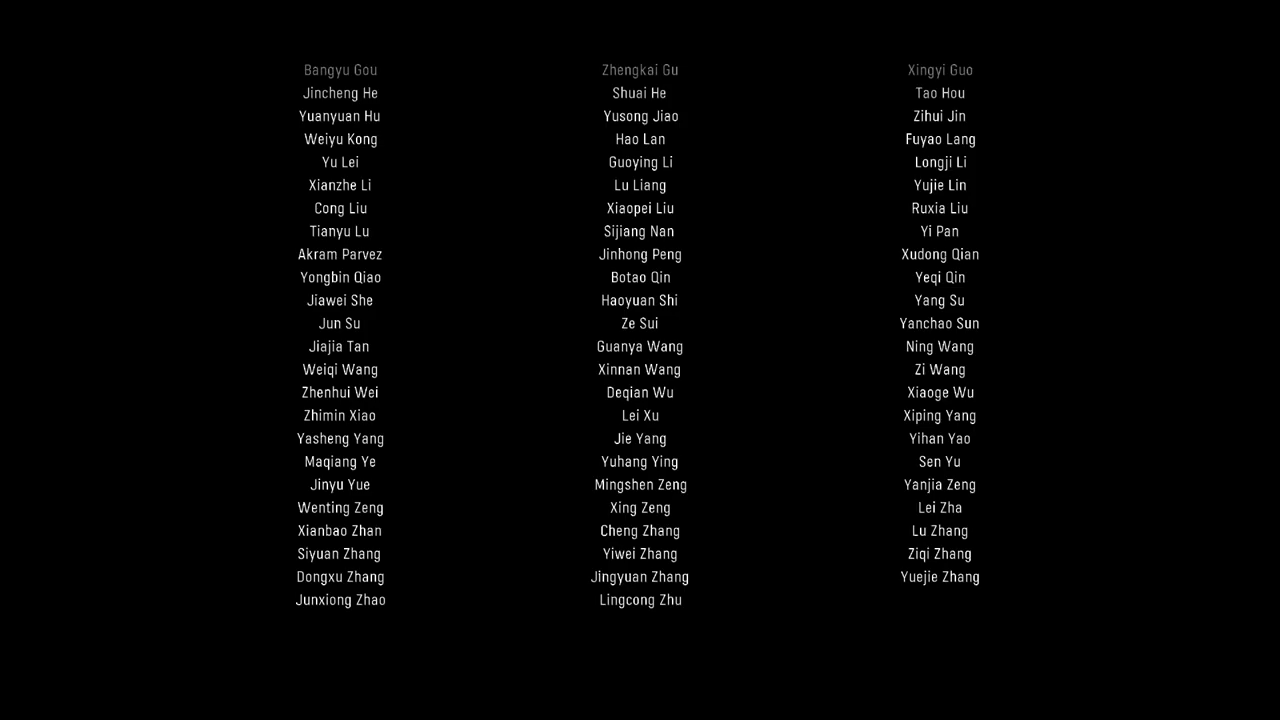 Bangyu Gou Zhengkai Gu Xingyi Guo
Jincheng He Shuai He Tao Hou
Yuanyuan Hu Yusong Jiao Zihui Jin
Weiyu Kong Hao Lan Fuyao Lang
Yu Lei Guoying Li Longji Li
Xianzhe Li Lu Liang Yujie Lin
Cong Liu Xiaopei Liu Ruxia Liu
Tianyu Lu Sijiang Nan Yi Pan
Akram Parvez Jinhong Peng Xudong Qian
Yongbin Qiao Botao Qin Yeqi Qin
Jiawei She Haoyuan Shi Yang Su
Jun Su Ze Sui Yanchao Sun
Jiajia Tan Guanya Wang Ning Wang
Weiqi Wang Xinnan Wang Zi Wang
Zhenhui Wei Deqian Wu Xiaoge Wu
Zhimin Xiao Lei Xu Xiping Yang
Yasheng Yang Jie Yang Yihan Yao
Maqiang Ye Yuhang Ying Sen Yu
Jinyu Yue Mingshen Zeng Yanjia Zeng
Wenting Zeng Xing Zeng Lei Zha
Xianbao Zhan Cheng Zhang Lu Zhang
Siyuan Zhang Yiwei Zhang Ziqi Zhang
Dongxu Zhang Jingyuan Zhang Yuejie Zhang
Junxiong Zhao Lingcong Zhu